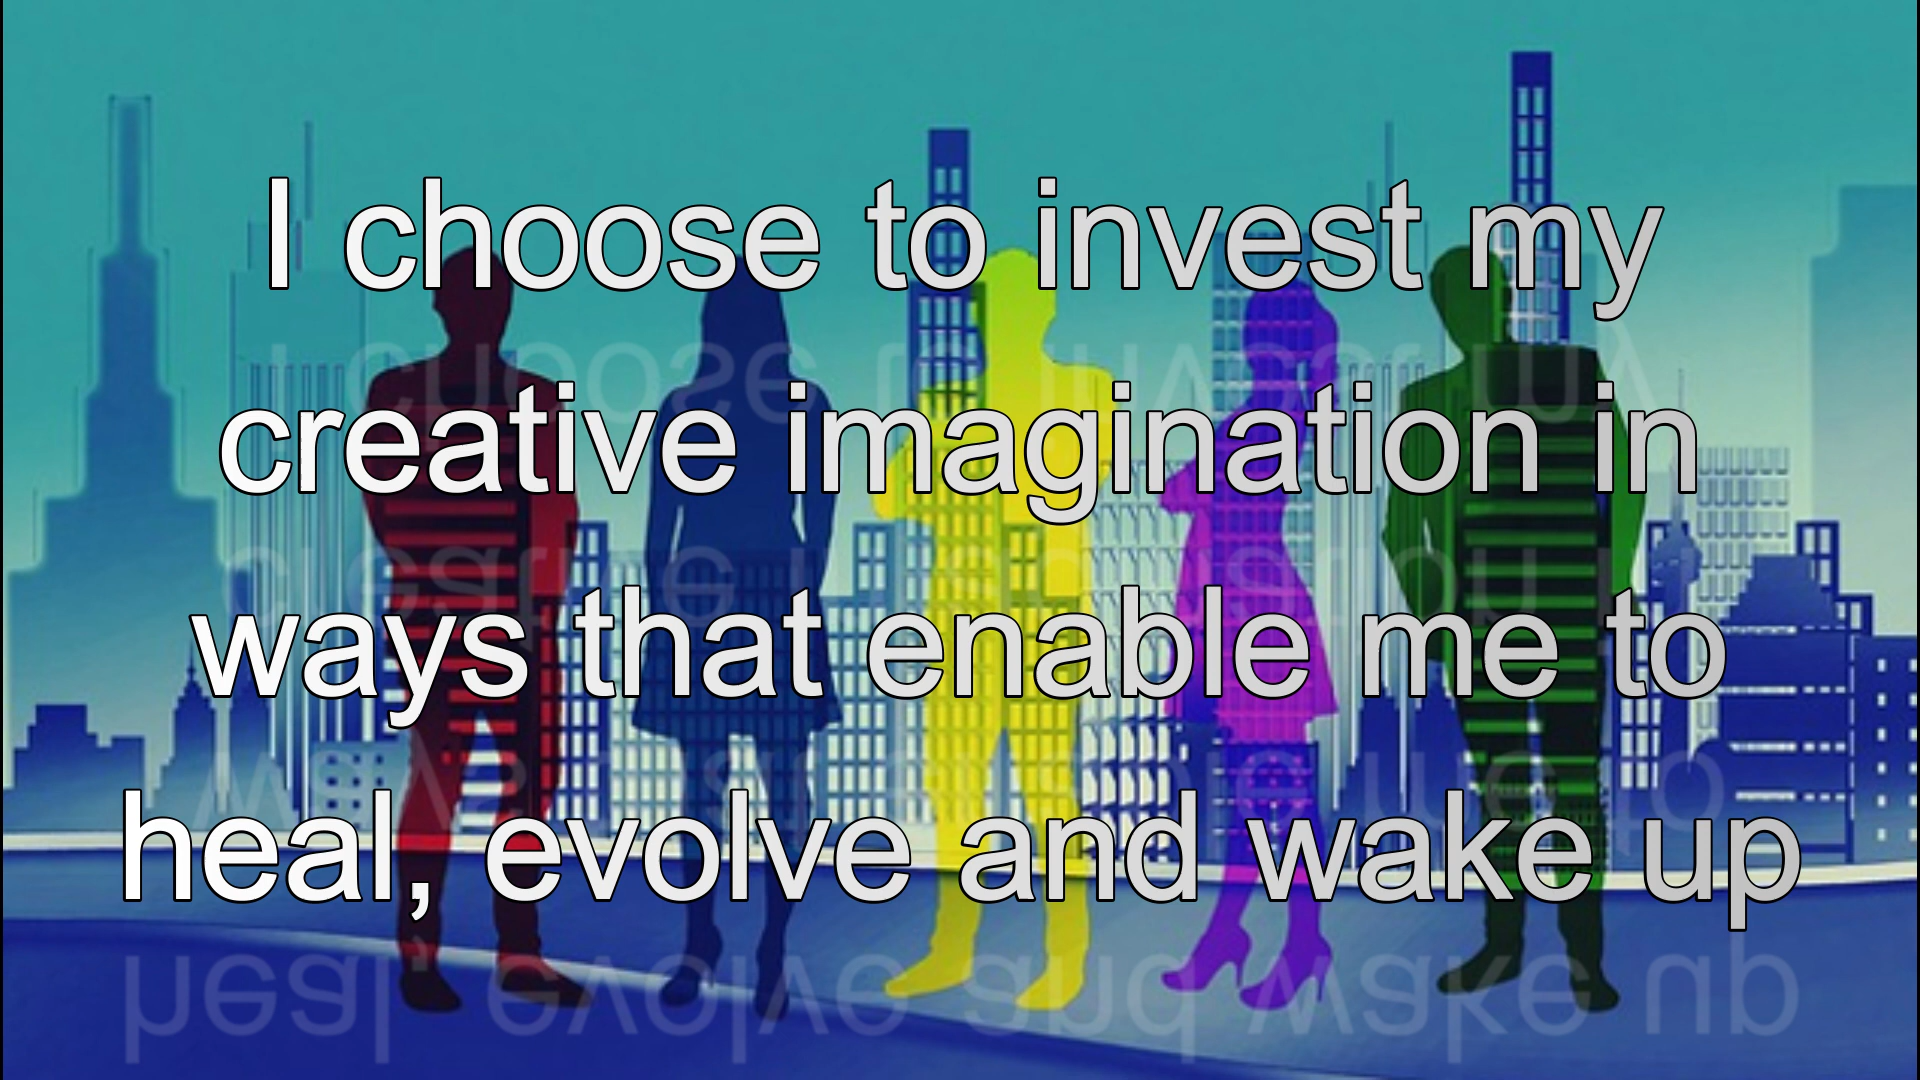 I choose to invest my
creative imagination in
ways that enable me to
heal, evolve and wake up